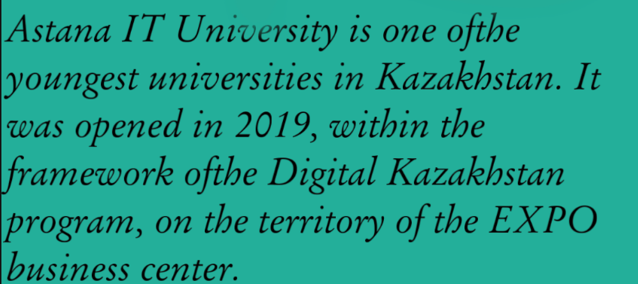 Astana IT University is one ofthe
youngest universities in Kazakhstan. It
was opened in 2019, within the
framework ofthe Digital Kazakhstan
program, on the territory of the EXPO
business center.